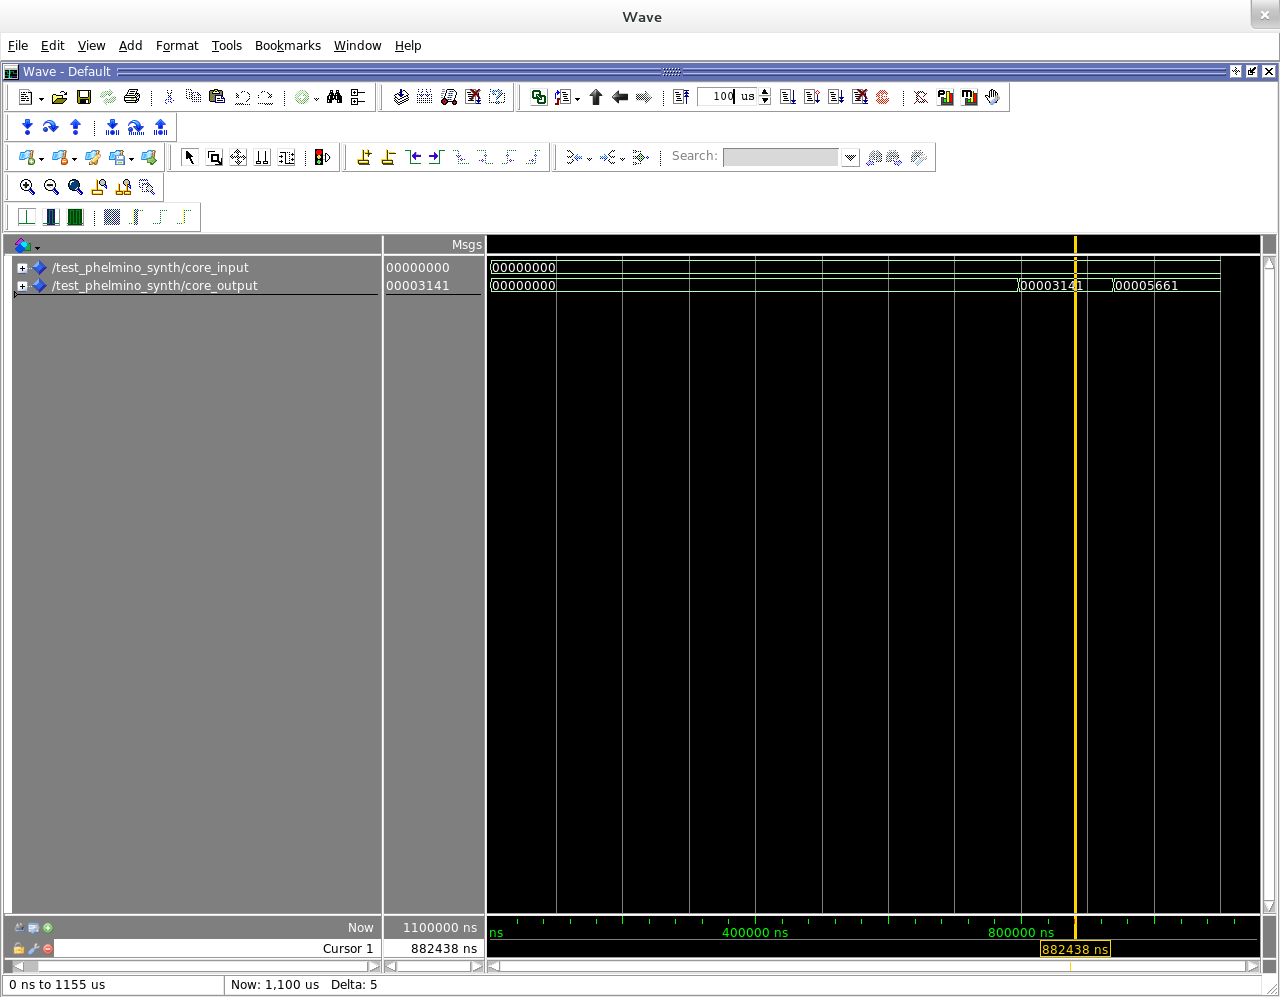 Wave
File Edit View Add Format Tools Bookmarks Window Help
Wave - Default
100 us
Search:
Msgs
/test_phelmino_synth/core_input 00000000 00000000
/test_phelmino_synth/core_output 00003141 00000000 00003141 00005661
Now 1100000 ns ns 400000 ns 800000 ns
Cursor 1 882438 ns 882438 ns
0 ns to 1155 us Now: 1,100 us Delta: 5